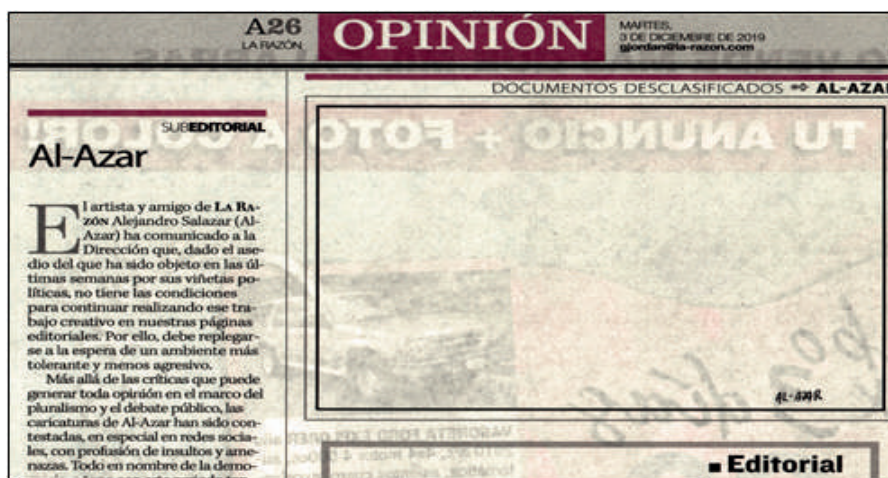 A26
LA RAZÓN
OPINIÓN
MARTES,
3 DE DICIEMBRE DE 2019
gjordan@la-razon.com
SUBEDITORIAL
Al-Azar
El artista y amigo de LA RA-
ZÓN Alejandro Salazar (Al-
Azar) ha comunicado a la
Dirección que, dado el ase-
dio del que ha sido objeto en las úl-
timas semanas por sus viñetas po-
líticas, no tiene las condiciones
para continuar realizando ese tra-
bajo creativo en nuestras páginas
editoriales. Por ello, debe replegar-
se a la espera de un ambiente más
tolerante y menos agresivo.
Más allá de las críticas que puede
generar toda opinión en el marco del
pluralismo y el debate público, las
caricaturas de Al-Azar han sido con-
testadas, en especial en redes socia-
les, con profusión de insultos y ame-
nazas. Todo en nombre de la demo-
DOCUMENTOS DESCLASIFICADOS ➾ AL-AZAR
TU ANUNCIO + FOTO A COLOR
AL-AZAR
■ Editorial